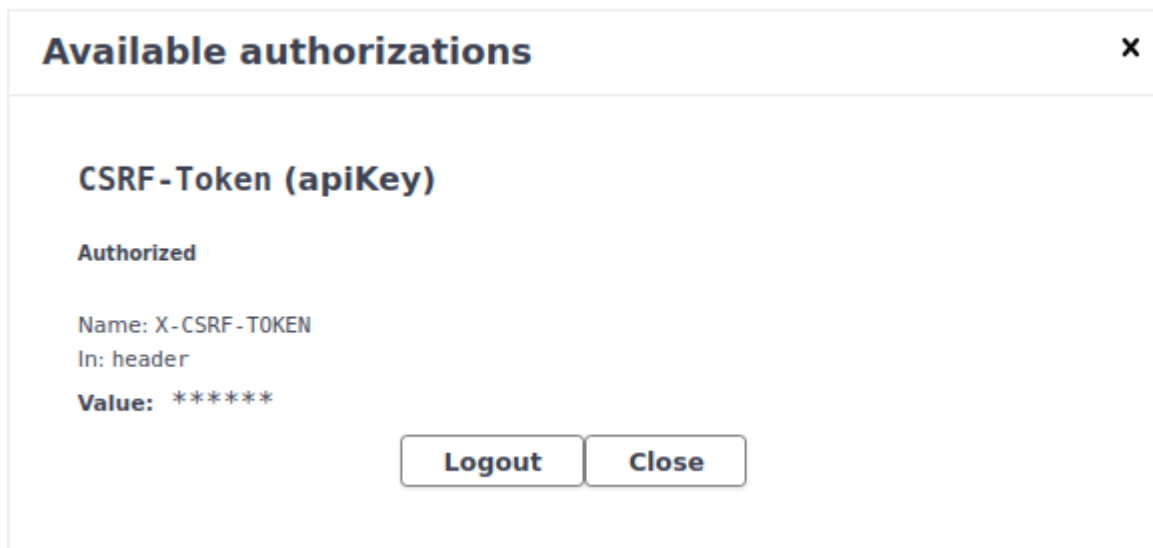 Available authorizations
CSRF-Token (apiKey)
Authorized
Name: X-CSRF-TOKEN
In: header
Value: ******
Logout Close